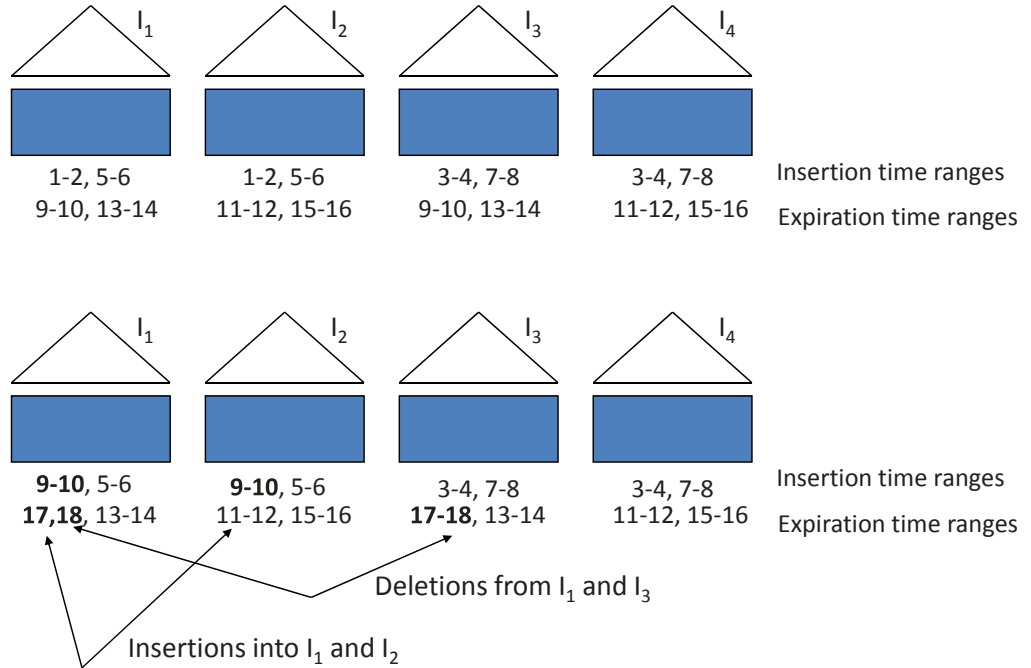 I1 I2 I3 I4
1-2, 5-6 1-2, 5-6 3-4, 7-8 3-4, 7-8 Insertion time ranges
9-10, 13-14 11-12, 15-16 9-10, 13-14 11-12, 15-16 Expiration time ranges
I1 I2 I3 I4
9-10, 5-6 9-10, 5-6 3-4, 7-8 3-4, 7-8 Insertion time ranges
17,18, 13-14 11-12, 15-16 17-18, 13-14 11-12, 15-16 Expiration time ranges
Deletions from I1 and I3
Insertions into I1 and I2